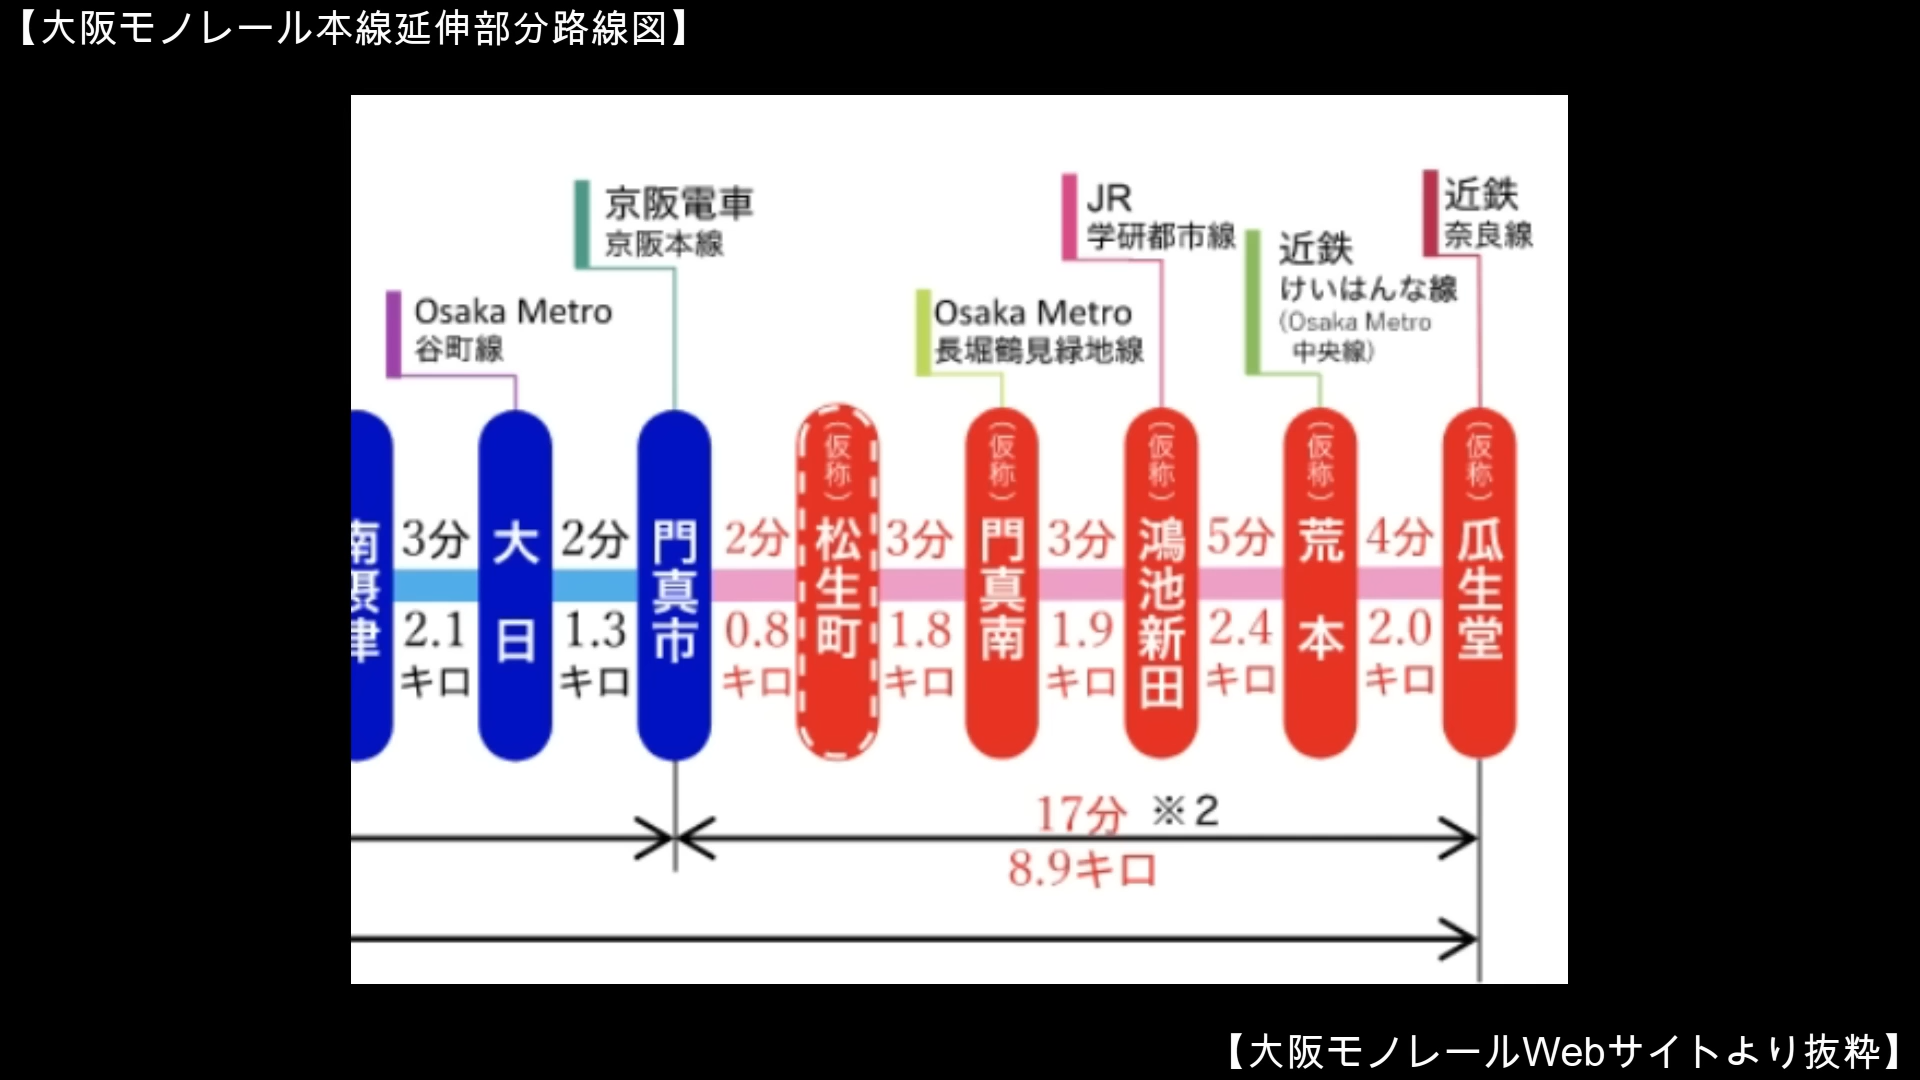 【大阪モノレール本線延伸部分路線図】
京阪電車
京阪本線
JR
学研都市線
近鉄
奈良線
近鉄
けいはんな線
(Osaka Metro
中央線)
Osaka Metro
谷町線
Osaka Metro
長堀鶴見緑地線
南摂津
3分
2.1
キロ
大日
2分
1.3
キロ
門真市
2分
0.8
キロ
(仮称)松生町
3分
1.8
キロ
(仮称)門真南
3分
1.9
キロ
(仮称)鴻池新田
5分
2.4
キロ
(仮称)荒本
4分
2.0
キロ
(仮称)瓜生堂
17分 ※2
8.9キロ
【大阪モノレールWebサイトより抜粋】